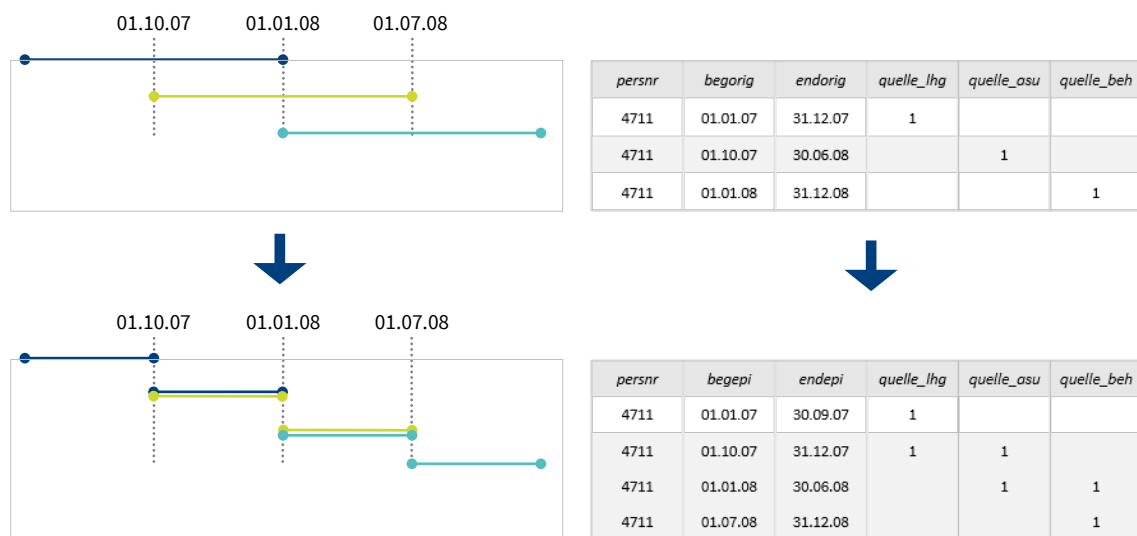 01.10.07 01.01.08 01.07.08
persnr begorig endorig quelle_lhg quelle_asu quelle_beh
4711 01.01.07 31.12.07 1
4711 01.10.07 30.06.08 1
4711 01.01.08 31.12.08 1
01.10.07 01.01.08 01.07.08
persnr begepi endepi quelle_lhg quelle_asu quelle_beh
4711 01.01.07 30.09.07 1
4711 01.10.07 31.12.07 1 1
4711 01.01.08 30.06.08 1 1
4711 01.07.08 31.12.08 1